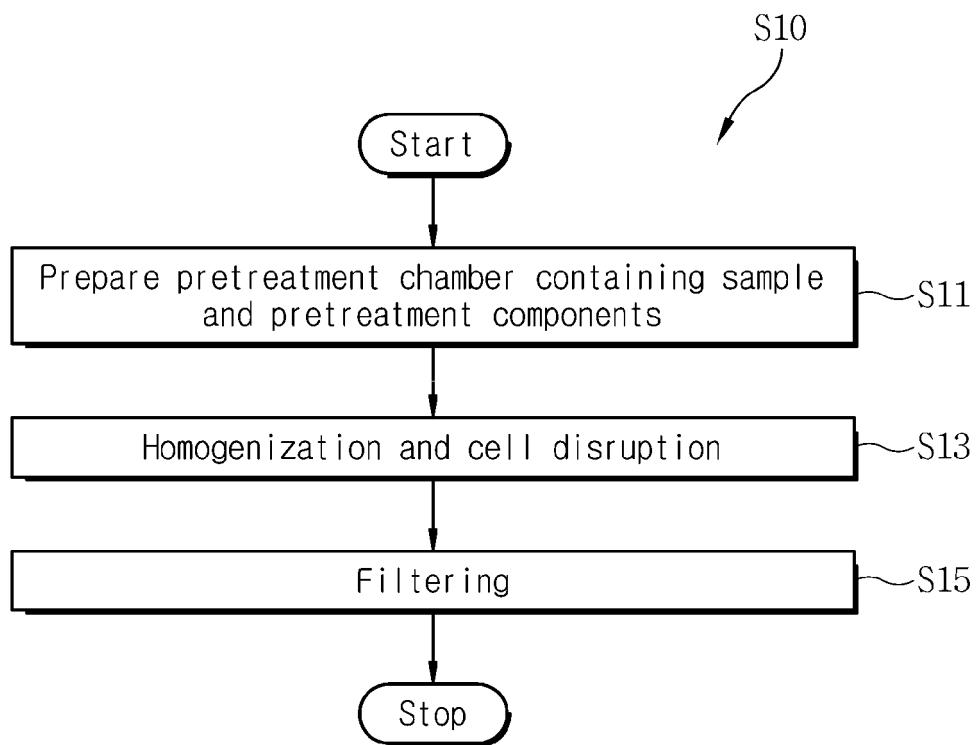 S10
Start
Prepare pretreatment chamber containing sample
and pretreatment components
S11
Homogenization and cell disruption
S13
Filtering
S15
Stop